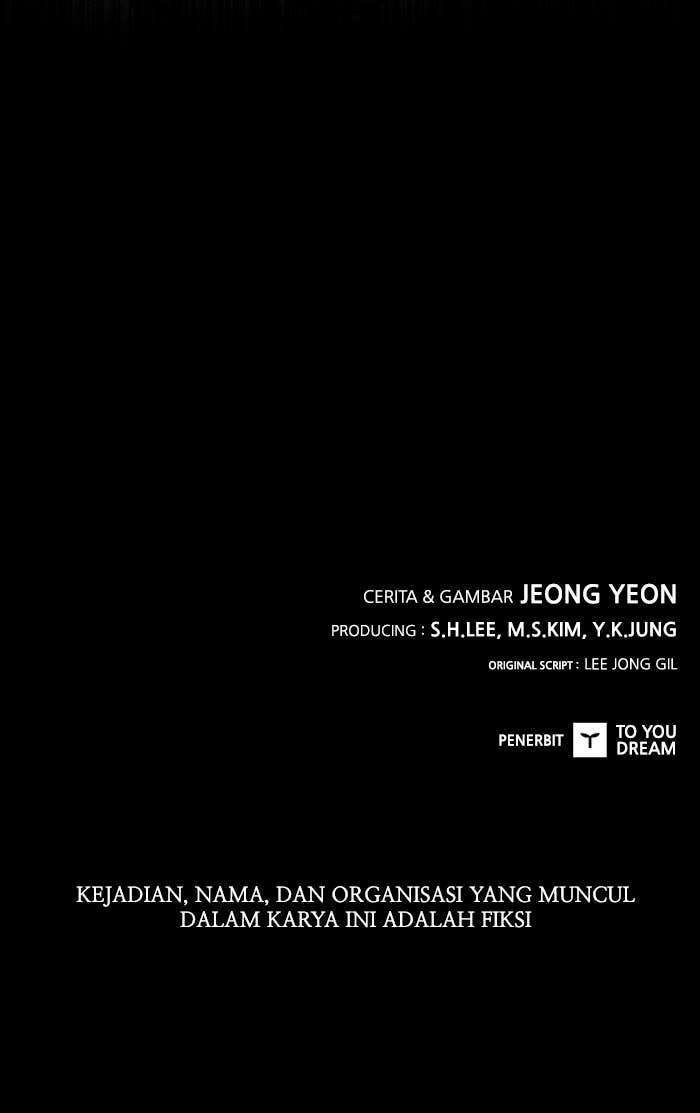 CERITA & GAMBAR JEONG YEON
PRODUCING : S.H.LEE, M.S.KIM, Y.K.JUNG
ORIGINAL SCRIPT : LEE JONG GIL
PENERBIT TO YOU
DREAM
KEJADIAN, NAMA, DAN ORGANISASI YANG MUNCUL
DALAM KARYA INI ADALAH FIKSI